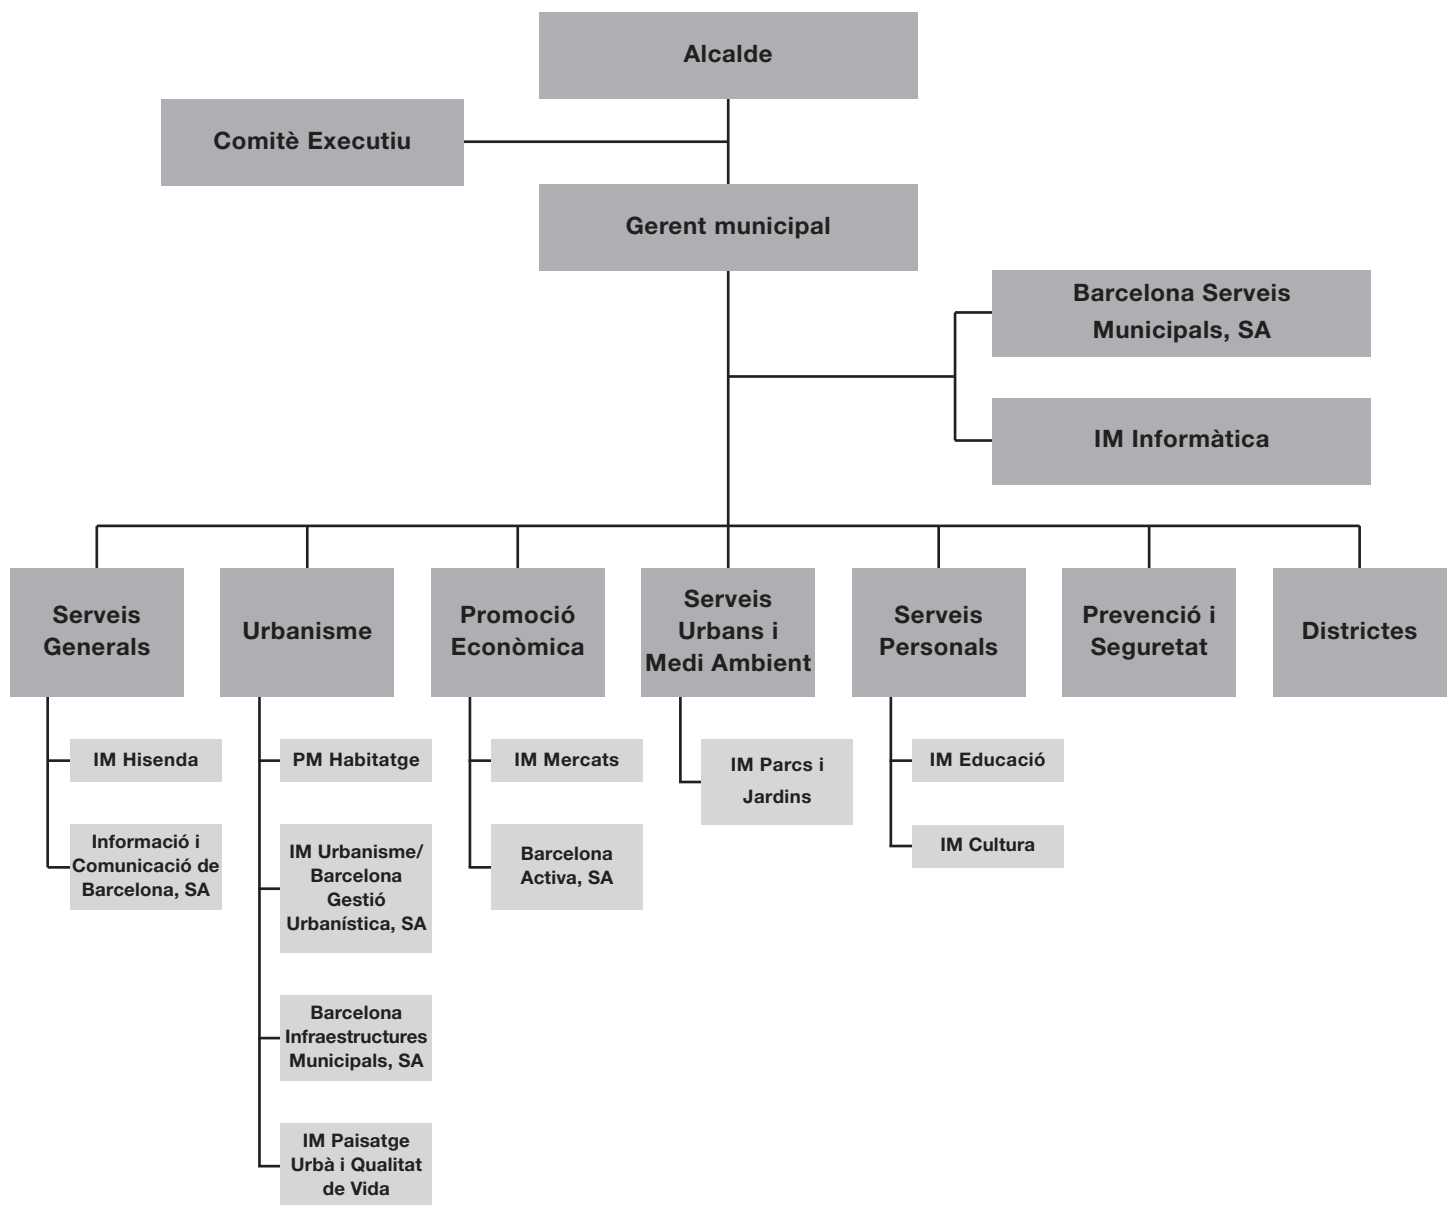 Alcalde
Comitè Executiu
Gerent municipal
Barcelona Serveis
Municipals, SA
IM Informàtica
Serveis
Generals
Urbanisme
Promoció
Econòmica
Serveis
Urbans i
Medi Ambient
Serveis
Personals
Prevenció i
Seguretat
Districtes
IM Hisenda
Informació i
Comunicació de
Barcelona, SA
PM Habitatge
IM Urbanisme/
Barcelona
Gestió
Urbanística, SA
Barcelona
Infraestructures
Municipals, SA
IM Paisatge
Urbà i Qualitat
de Vida
IM Mercats
Barcelona
Activa, SA
IM Parcs i
Jardins
IM Educació
IM Cultura